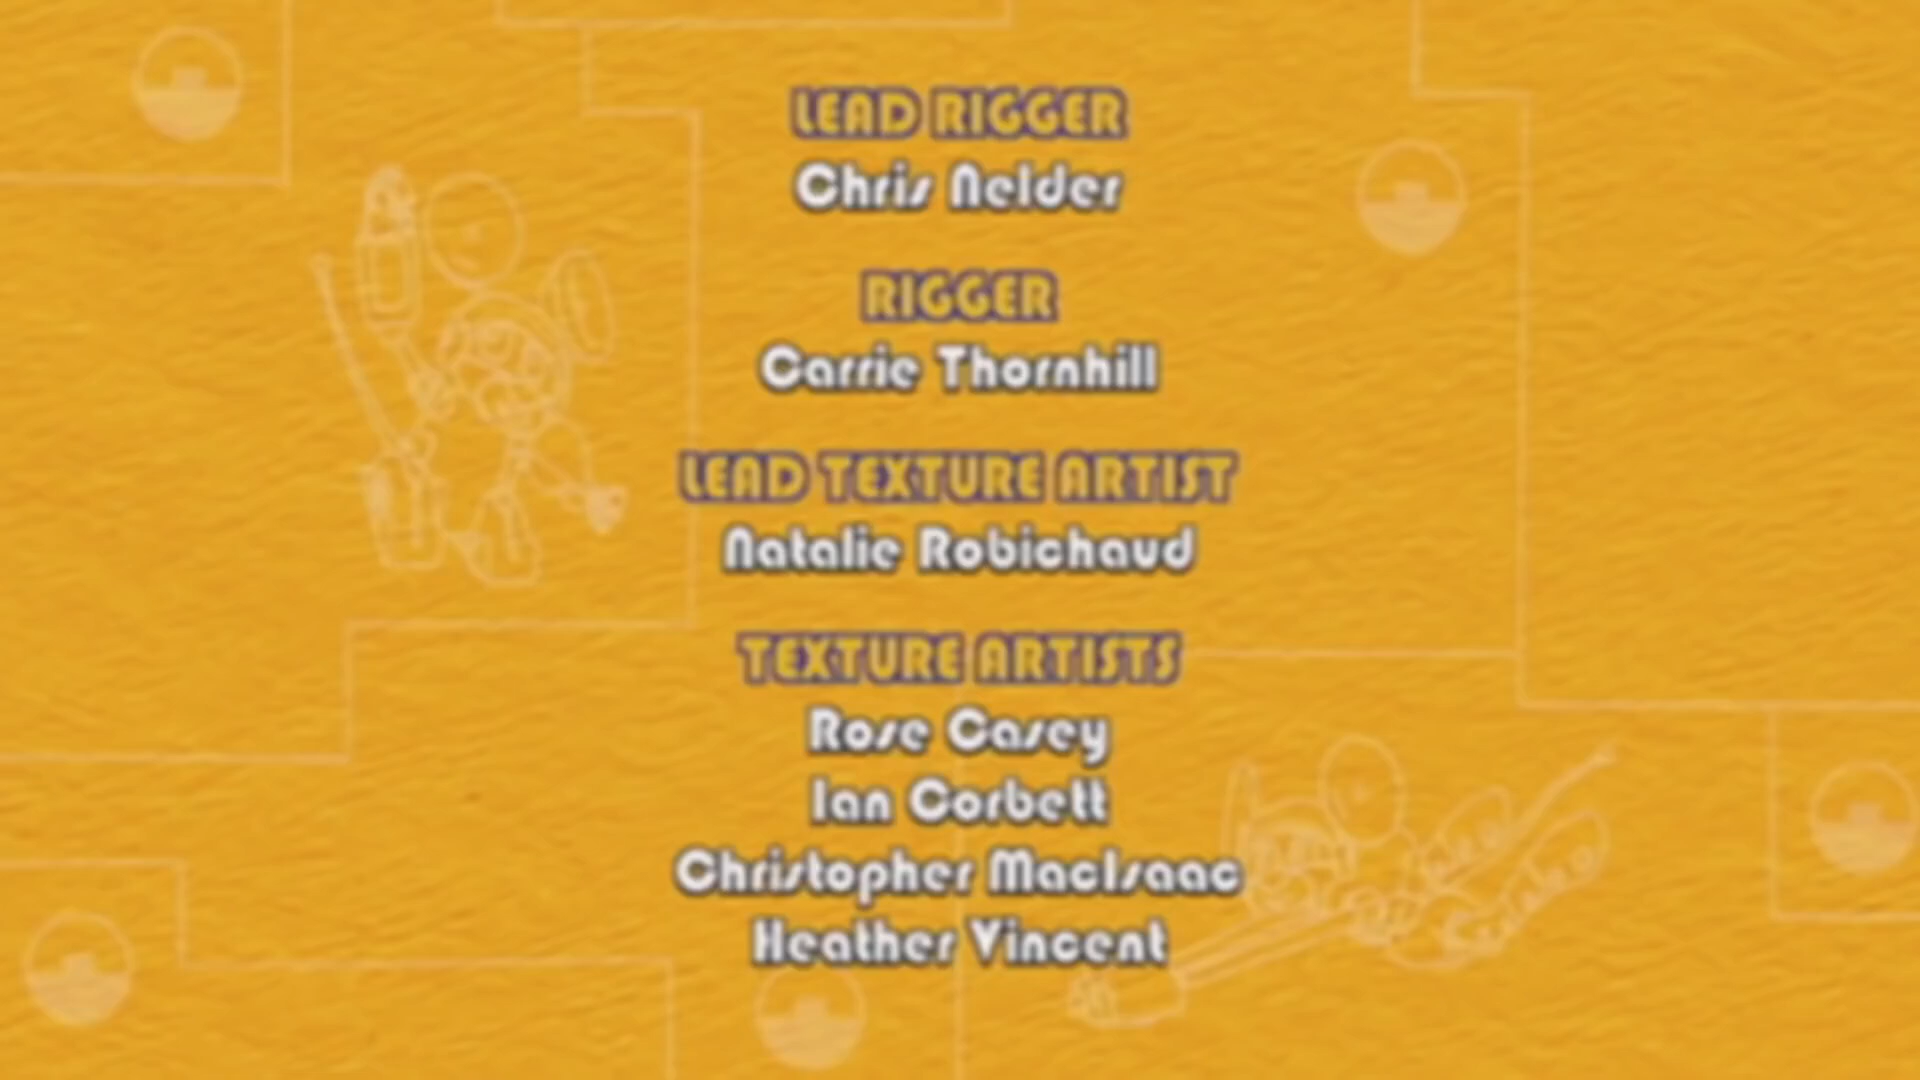 LEAD RIGGER
Chris Nelder
RIGGER
Carrie Thornhill
LEAD TEXTURE ARTIST
Natalie Robichaud
TEXTURE ARTISTS
Rose Casey
Ian Corbett
Christopher MacIsaac
Heather Vincent